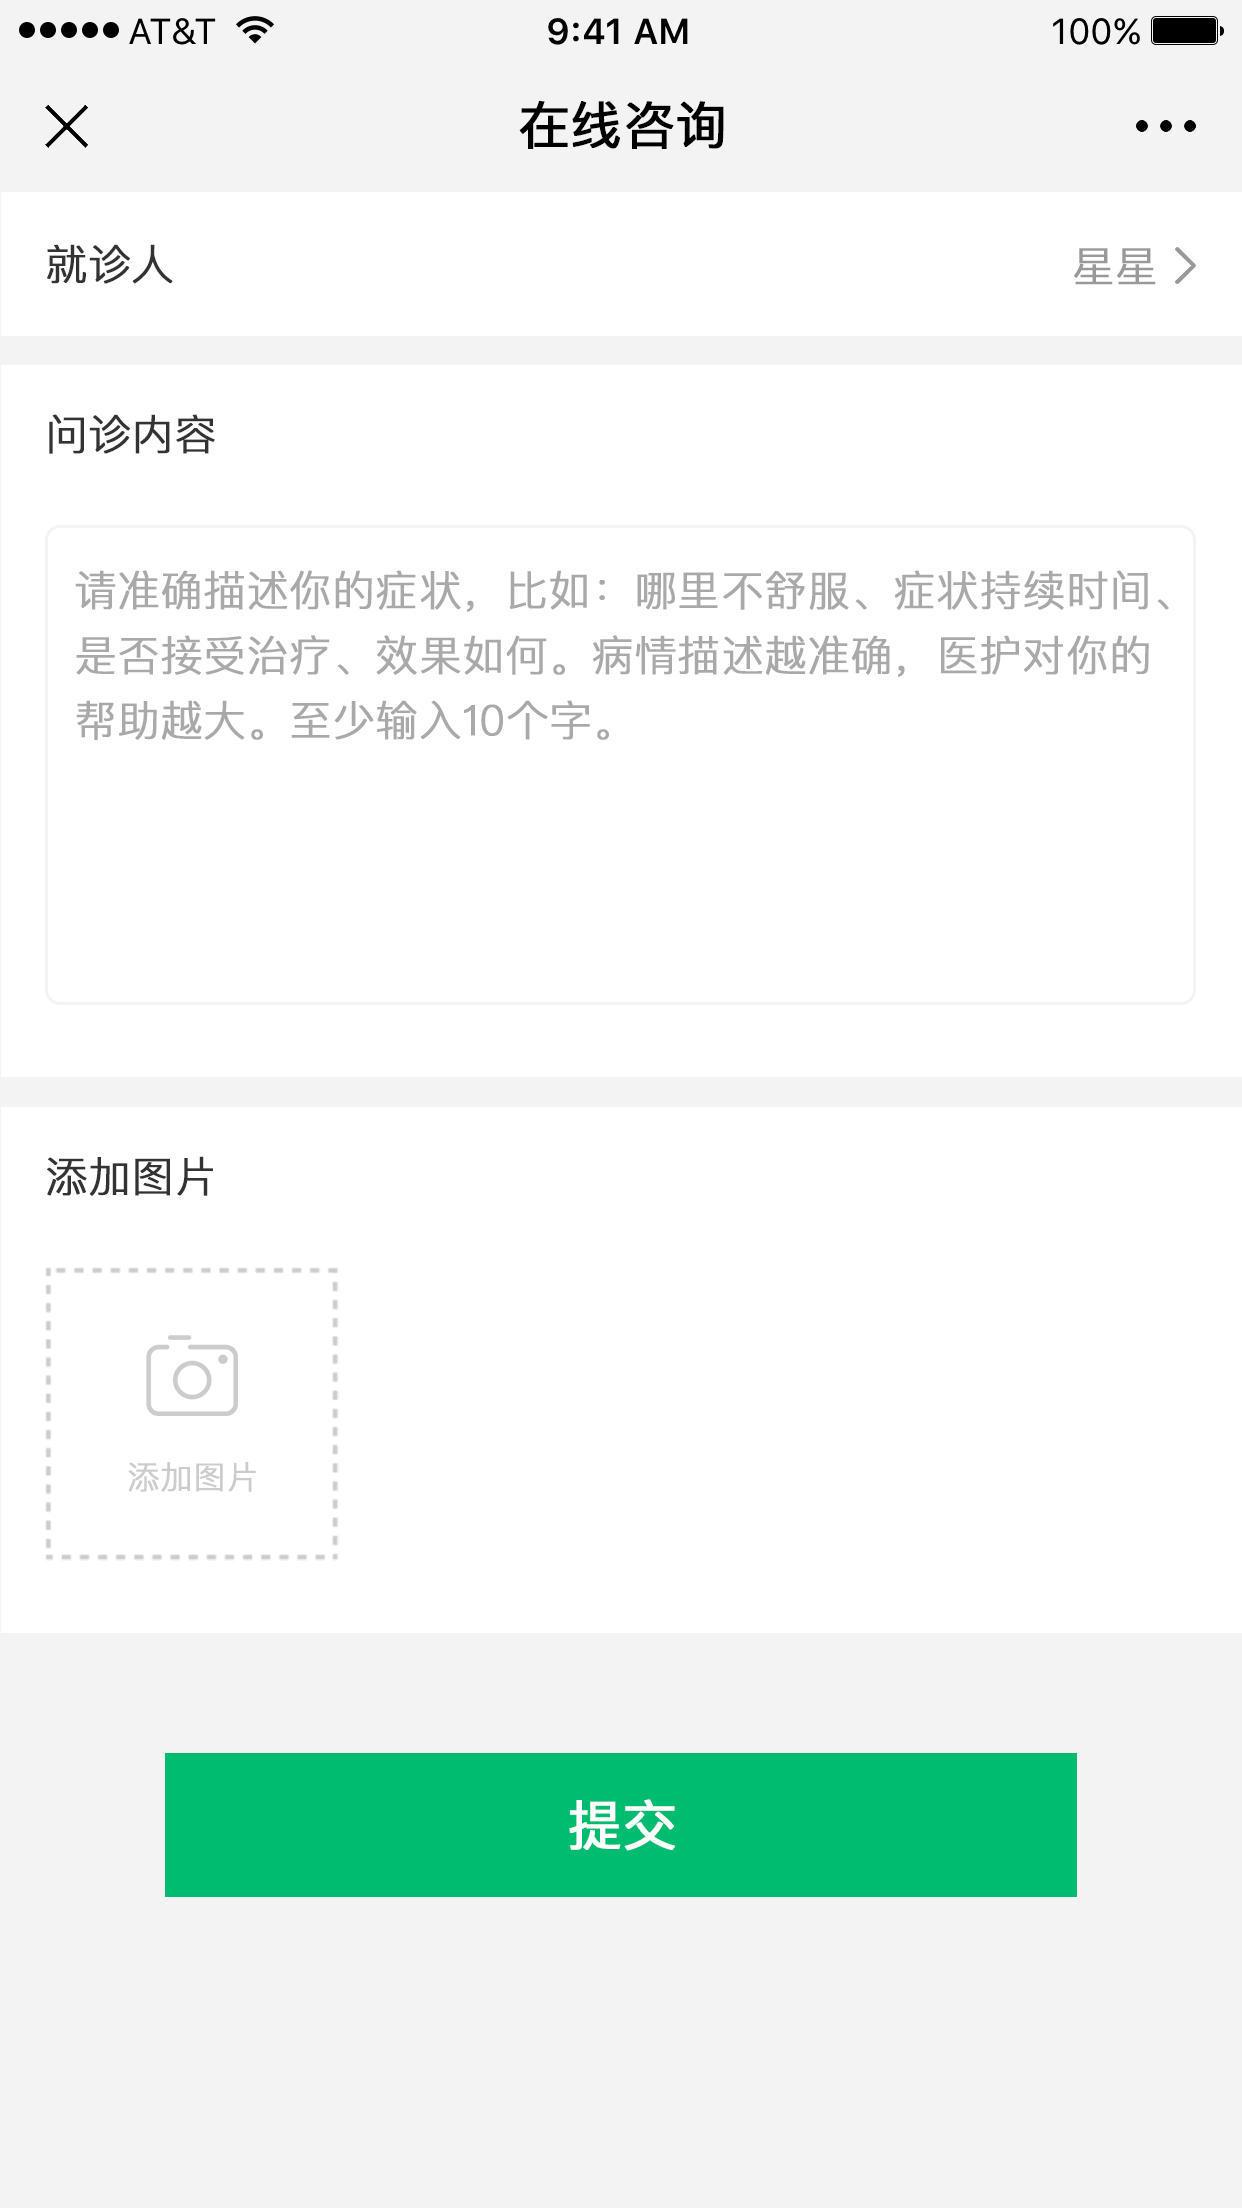 AT&T 9:41 AM 100%
在线咨询
就诊人 星星
问诊内容
请准确描述你的症状，比如：哪里不舒服、症状持续时间、
是否接受治疗、效果如何。病情描述越准确，医护对你的
帮助越大。至少输入10个字。
添加图片
添加图片
提交